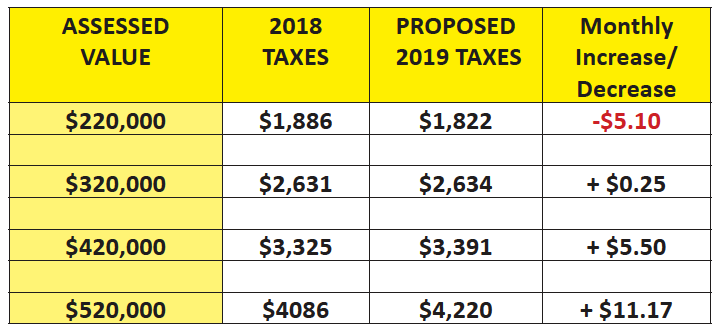 ASSESSED VALUE 2018 TAXES PROPOSED 2019 TAXES Monthly Increase/ Decrease
$220,000 $1,886 $1,822 -$5.10
$320,000 $2,631 $2,634 + $0.25
$420,000 $3,325 $3,391 + $5.50
$520,000 $4086 $4,220 + $11.17